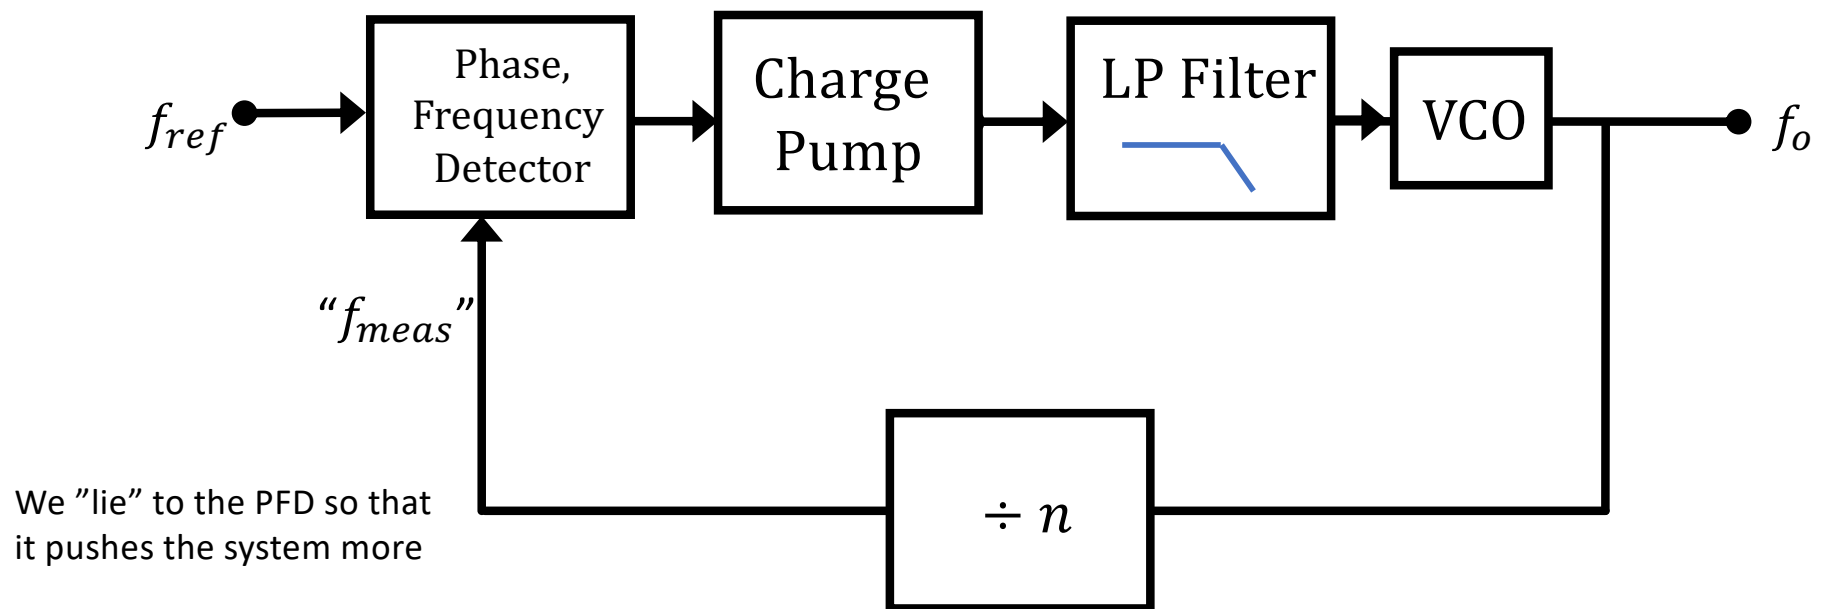 Phase,
Frequency
Detector
Charge
Pump
LP Filter
VCO
f_ref
f_o
“f_meas”
÷ n
We ”lie” to the PFD so that
it pushes the system more